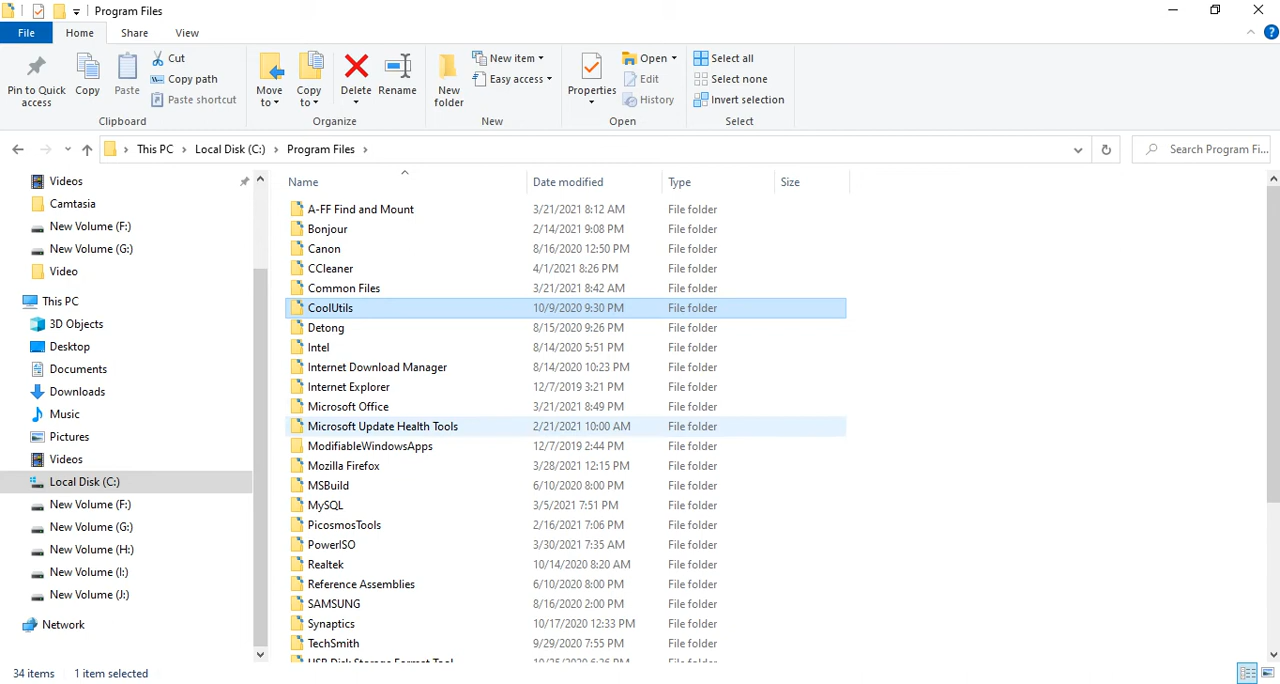 Program Files
File Home Share View
Pin to Quick access
Copy
Paste
Cut
Copy path
Paste shortcut
Clipboard
Move to
Copy to
Delete
Rename
Organize
New folder
New item
Easy access
New
Properties
Open
Edit
History
Open
Select all
Select none
Invert selection
Select
This PC Local Disk (C:) Program Files
Search Program Fi...
Videos
Camtasia
New Volume (F:)
New Volume (G:)
Video
This PC
3D Objects
Desktop
Documents
Downloads
Music
Pictures
Videos
Local Disk (C:)
New Volume (F:)
New Volume (G:)
New Volume (H:)
New Volume (I:)
New Volume (J:)
Network
Name Date modified Type Size
A-FF Find and Mount 3/21/2021 8:12 AM File folder
Bonjour 2/14/2021 9:08 PM File folder
Canon 8/16/2020 12:50 PM File folder
CCleaner 4/1/2021 8:26 PM File folder
Common Files 3/21/2021 8:42 AM File folder
CoolUtils 10/9/2020 9:30 PM File folder
Detong 8/15/2020 9:26 PM File folder
Intel 8/14/2020 5:51 PM File folder
Internet Download Manager 8/14/2020 10:23 PM File folder
Internet Explorer 12/7/2019 3:21 PM File folder
Microsoft Office 3/21/2021 8:49 PM File folder
Microsoft Update Health Tools 2/21/2021 10:00 AM File folder
ModifiableWindowsApps 12/7/2019 2:44 PM File folder
Mozilla Firefox 3/28/2021 12:15 PM File folder
MSBuild 6/10/2020 8:00 PM File folder
MySQL 3/5/2021 7:51 PM File folder
PicosmosTools 2/16/2021 7:06 PM File folder
PowerISO 3/30/2021 7:35 AM File folder
Realtek 10/14/2020 8:20 AM File folder
Reference Assemblies 6/10/2020 8:00 PM File folder
SAMSUNG 8/16/2020 2:00 PM File folder
Synaptics 10/17/2020 12:33 PM File folder
TechSmith 9/29/2020 7:55 PM File folder
USB Disk Storage Format Tool 10/25/2020 6:26 PM File folder
34 items 1 item selected